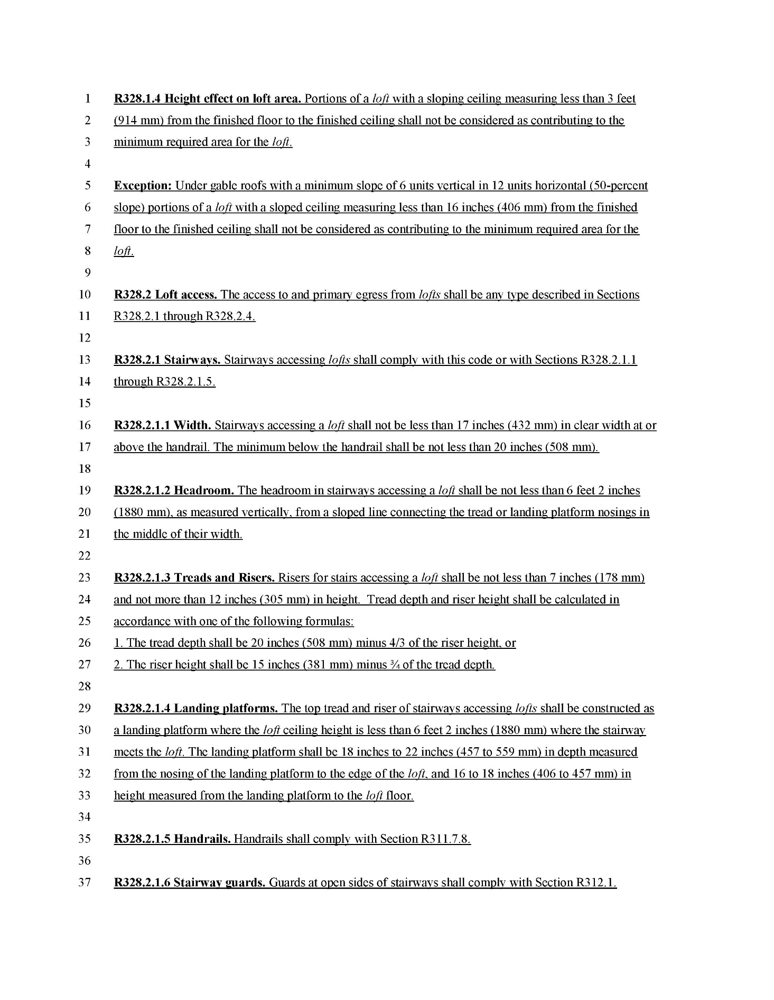 1 R328.1.4 Height effect on loft area. Portions of a loft with a sloping ceiling measuring less than 3 feet
2 (914 mm) from the finished floor to the finished ceiling shall not be considered as contributing to the
3 minimum required area for the loft.
4
5 Exception: Under gable roofs with a minimum slope of 6 units vertical in 12 units horizontal (50-percent
6 slope) portions of a loft with a sloped ceiling measuring less than 16 inches (406 mm) from the finished
7 floor to the finished ceiling shall not be considered as contributing to the minimum required area for the
8 loft.
9
10 R328.2 Loft access. The access to and primary egress from lofts shall be any type described in Sections
11 R328.2.1 through R328.2.4.
12
13 R328.2.1 Stairways. Stairways accessing lofts shall comply with this code or with Sections R328.2.1.1
14 through R328.2.1.5.
15
16 R328.2.1.1 Width. Stairways accessing a loft shall not be less than 17 inches (432 mm) in clear width at or
17 above the handrail. The minimum below the handrail shall be not less than 20 inches (508 mm).
18
19 R328.2.1.2 Headroom. The headroom in stairways accessing a loft shall be not less than 6 feet 2 inches
20 (1880 mm), as measured vertically, from a sloped line connecting the tread or landing platform nosings in
21 the middle of their width.
22
23 R328.2.1.3 Treads and Risers. Risers for stairs accessing a loft shall be not less than 7 inches (178 mm)
24 and not more than 12 inches (305 mm) in height.  Tread depth and riser height shall be calculated in
25 accordance with one of the following formulas:
26 1. The tread depth shall be 20 inches (508 mm) minus 4/3 of the riser height, or
27 2. The riser height shall be 15 inches (381 mm) minus ¾ of the tread depth.
28
29 R328.2.1.4 Landing platforms. The top tread and riser of stairways accessing lofts shall be constructed as
30 a landing platform where the loft ceiling height is less than 6 feet 2 inches (1880 mm) where the stairway
31 meets the loft. The landing platform shall be 18 inches to 22 inches (457 to 559 mm) in depth measured
32 from the nosing of the landing platform to the edge of the loft, and 16 to 18 inches (406 to 457 mm) in
33 height measured from the landing platform to the loft floor.
34
35 R328.2.1.5 Handrails. Handrails shall comply with Section R311.7.8.
36
37 R328.2.1.6 Stairway guards. Guards at open sides of stairways shall comply with Section R312.1.